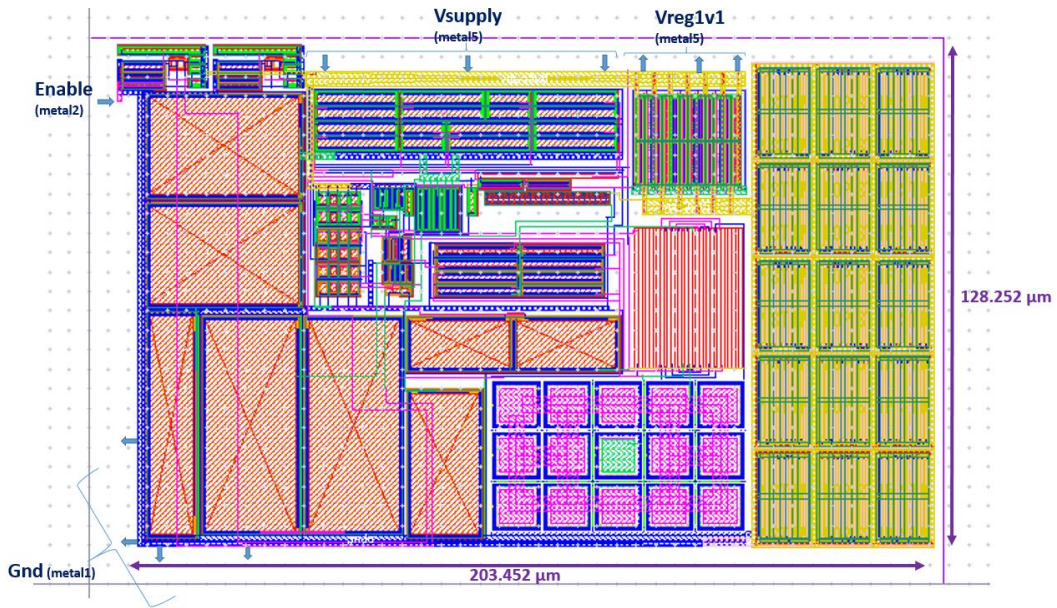 Vsupply
(metal5)
Vreg1v1
(metal5)
Enable
(metal2)
128.252 µm
Gnd (metal1)
203.452 µm